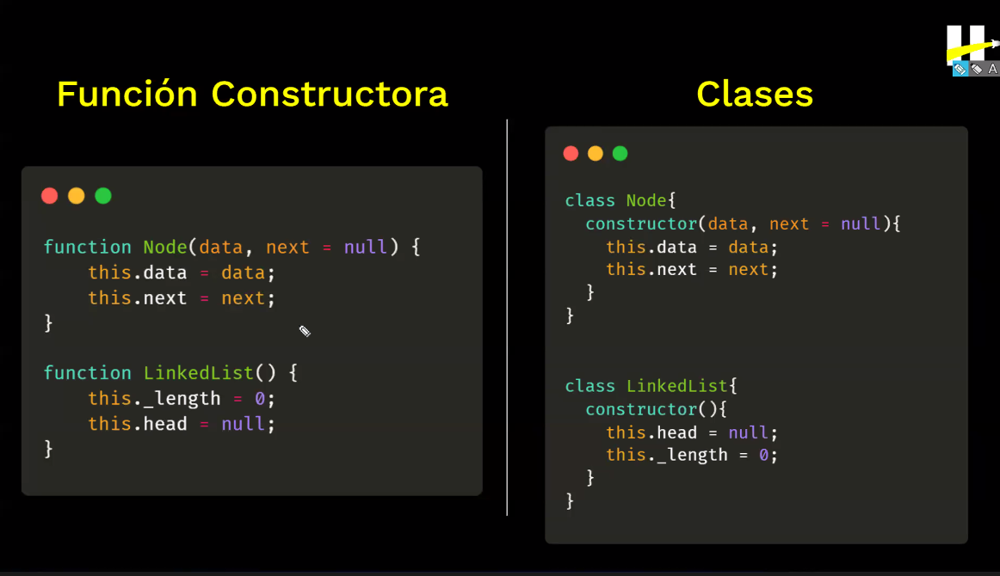 Función Constructora
function Node(data, next = null) {
    this.data = data;
    this.next = next;
}
function LinkedList() {
    this._length = 0;
    this.head = null;
}
Clases
class Node{
  constructor(data, next = null){
    this.data = data;
    this.next = next;
  }
}
class LinkedList{
  constructor(){
    this.head = null;
    this._length = 0;
  }
}
A